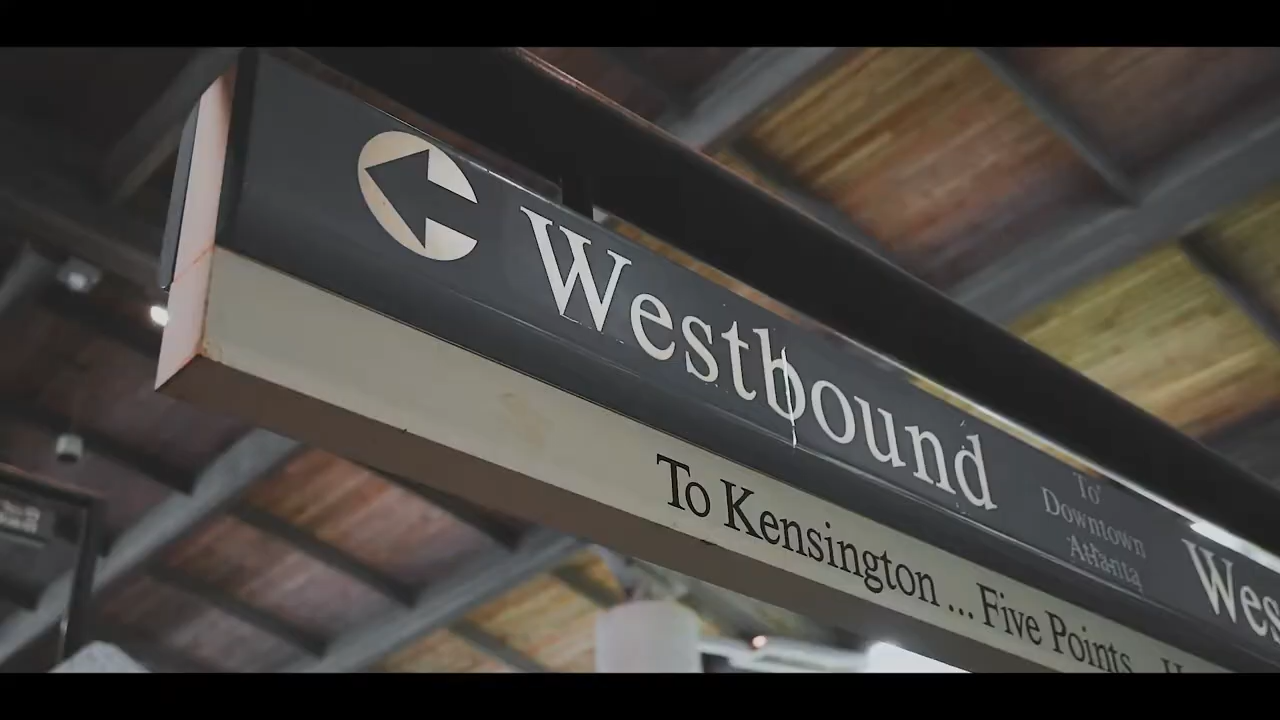 Westbound
To
Downtown
Atlanta
Wes
To Kensington ... Five Points